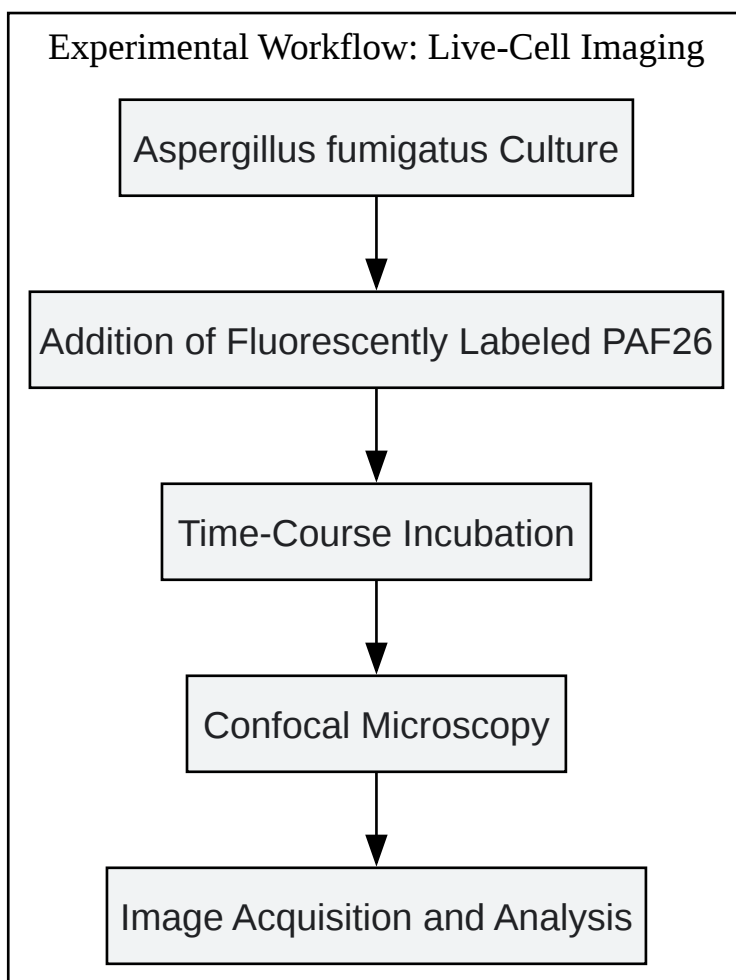 Experimental Workflow: Live-Cell Imaging
Aspergillus fumigatus Culture
Addition of Fluorescently Labeled PAF26
Time-Course Incubation
Confocal Microscopy
Image Acquisition and Analysis